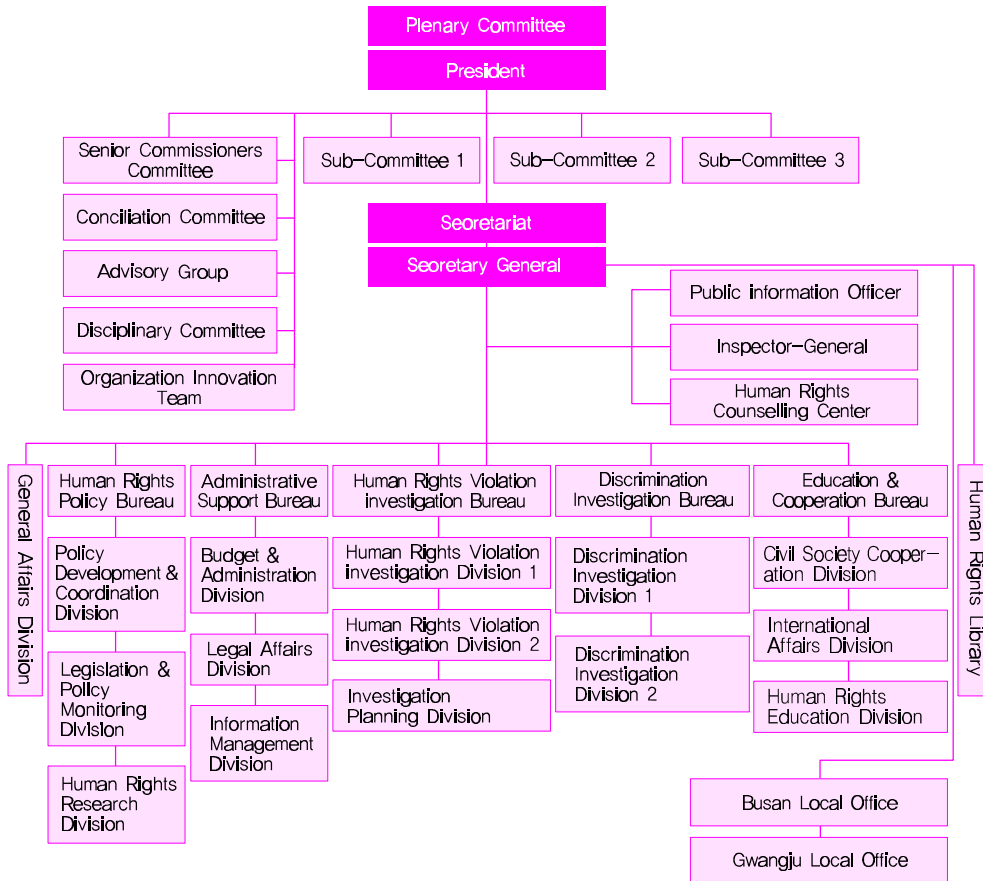 Plenary Committee
President
Senior Commissioners
Committee
Sub-Committee 1
Sub-Committee 2
Sub-Committee 3
Conciliation Committee
Advisory Group
Disciplinary Committee
Organization Innovation
Team
Seoretariat
Seoretary General
Public information Officer
Inspector-General
Human Rights
Counselling Center
General Affairs Division
Human Rights
Policy Bureau
Policy
Development &
Coordination
Division
Legislation &
Policy
Monitoring
Division
Human Rights
Research
Division
Administrative
Support Bureau
Budget &
Administration
Division
Legal Affairs
Division
Information
Management
Division
Human Rights Violation
investigation Bureau
Human Rights Violation
investigation Division 1
Human Rights Violation
investigation Division 2
Investigation
Planning Division
Discrimination
Investigation Bureau
Discrimination
Investigation
Division 1
Discrimination
Investigation
Division 2
Education &
Cooperation Bureau
Civil Society Cooper-
ation Division
International
Affairs Division
Human Rights
Education Division
Human Rignts Library
Busan Local Office
Gwangju Local Office